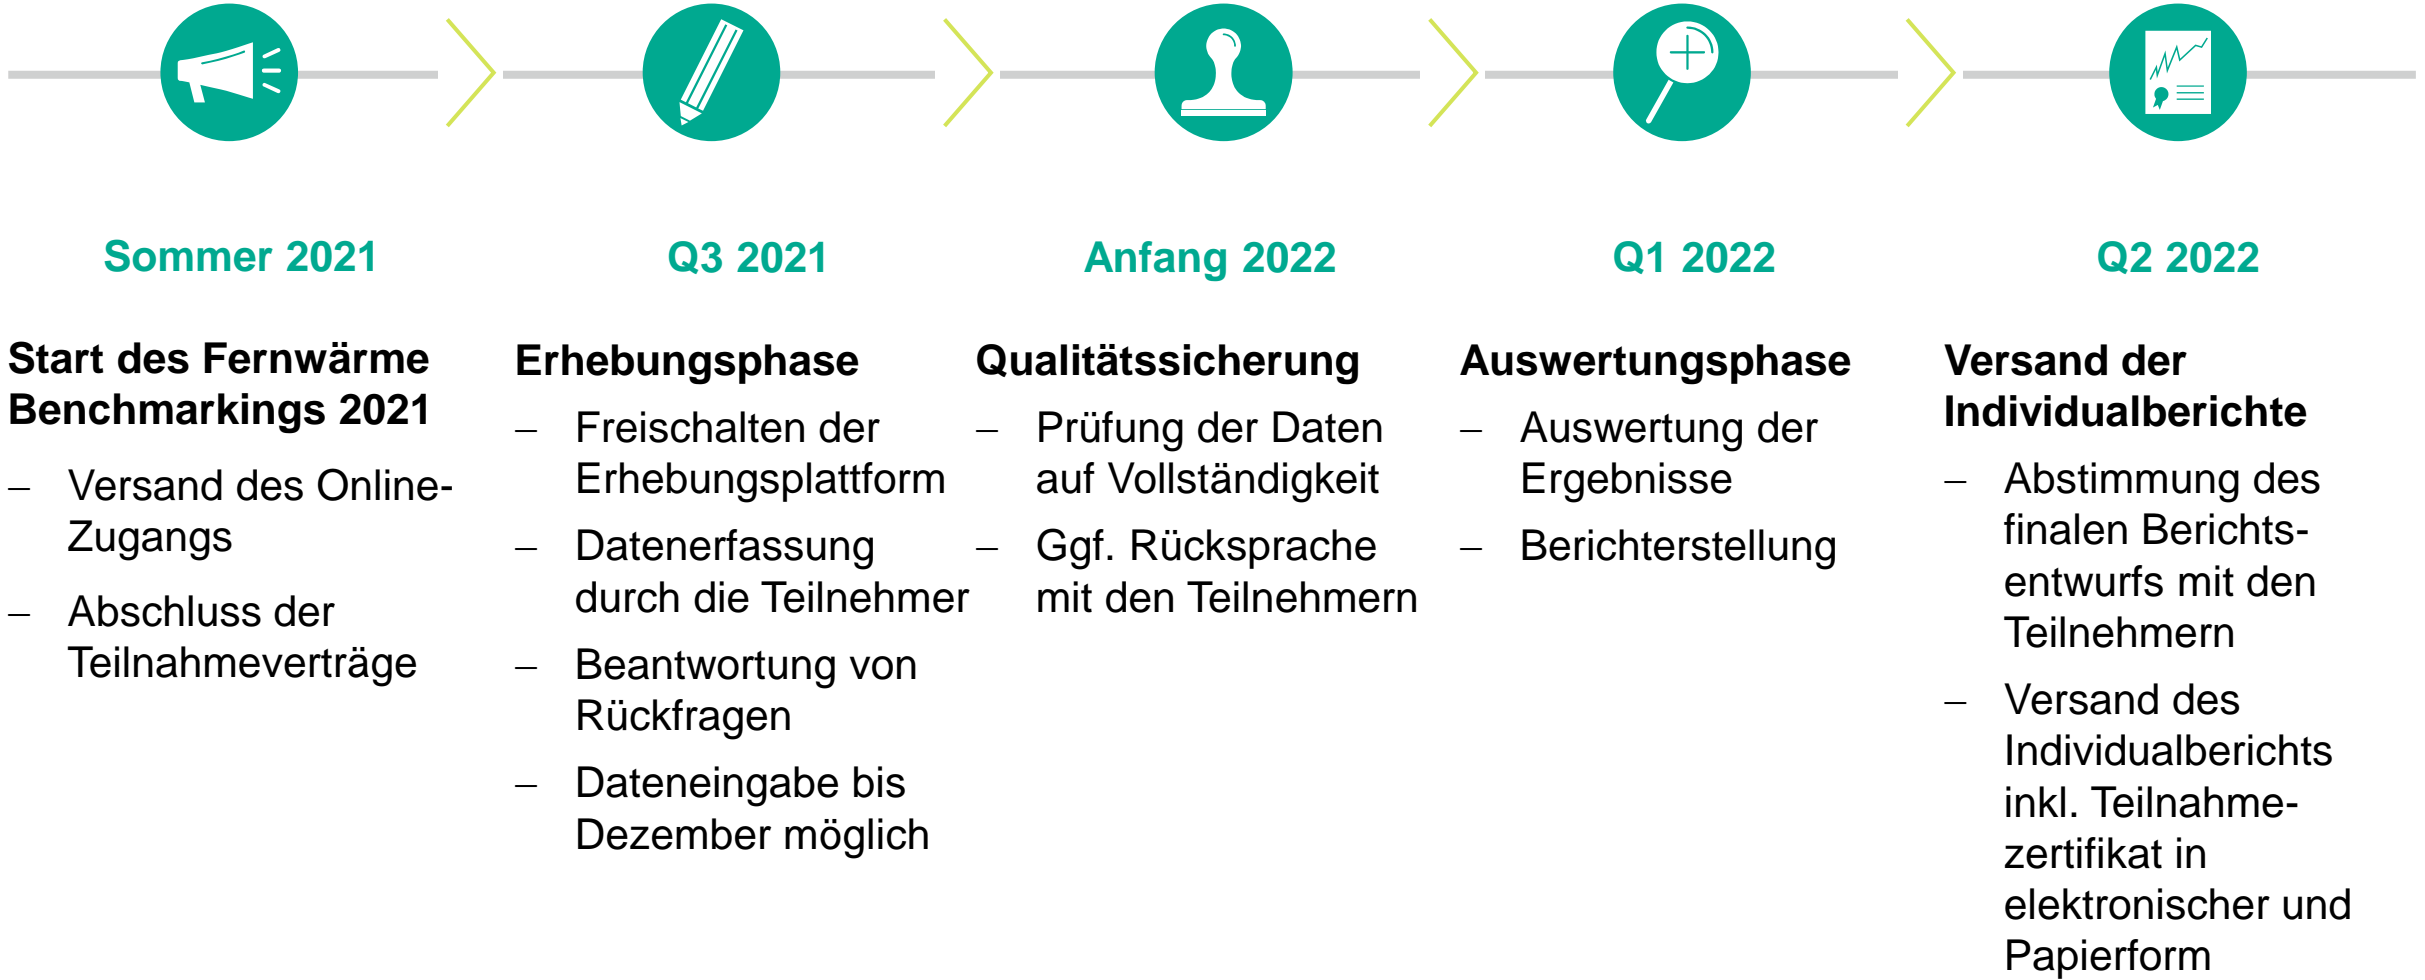 Sommer 2021
Start des Fernwärme
Benchmarkings 2021
– Versand des Online-
Zugangs
– Abschluss der
Teilnahmeverträge
Q3 2021
Erhebungsphase
– Freischalten der
Erhebungsplattform
– Datenerfassung
durch die Teilnehmer
– Beantwortung von
Rückfragen
– Dateneingabe bis
Dezember möglich
Anfang 2022
Qualitätssicherung
– Prüfung der Daten
auf Vollständigkeit
– Ggf. Rücksprache
mit den Teilnehmern
Q1 2022
Auswertungsphase
– Auswertung der
Ergebnisse
– Berichterstellung
Q2 2022
Versand der
Individualberichte
– Abstimmung des
finalen Berichts-
entwurfs mit den
Teilnehmern
– Versand des
Individualberichts
inkl. Teilnahme-
zertifikat in
elektronischer und
Papierform